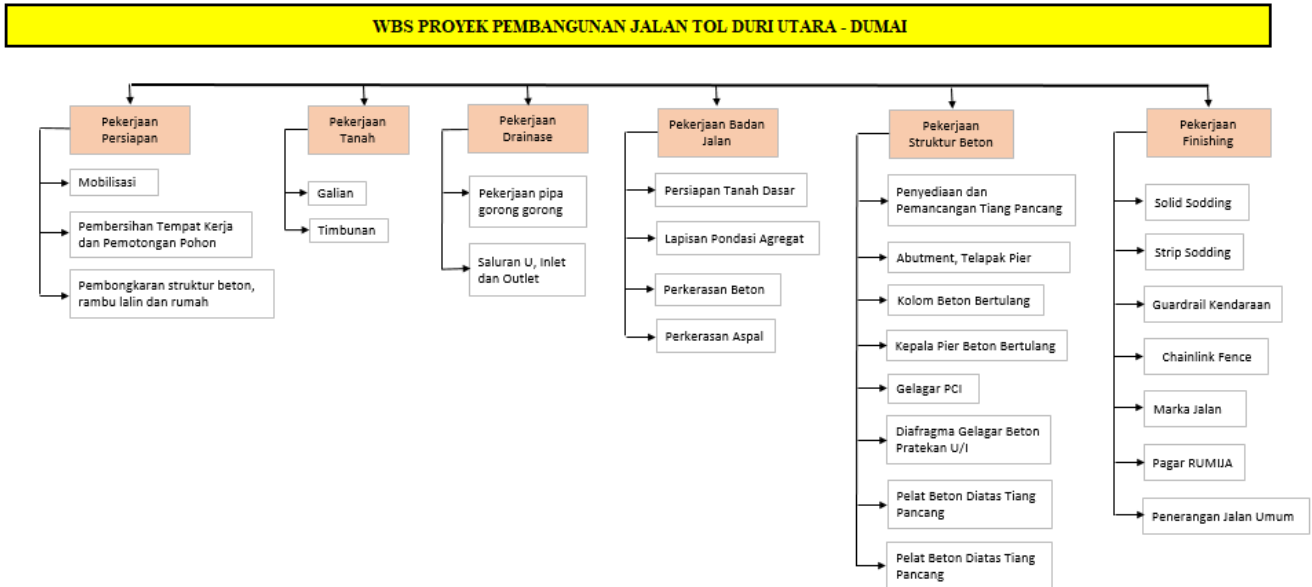 WBS PROYEK PEMBANGUNAN JALAN TOL DURI UTARA - DUMAI
Pekerjaan
Persiapan
Mobilisasi
Pembersihan Tempat Kerja
dan Pemotongan Pohon
Pembongkaran struktur beton,
rambu lalin dan rumah
Pekerjaan
Tanah
Galian
Timbunan
Pekerjaan
Drainase
Pekerjaan pipa
gorong gorong
Saluran U, Inlet
dan Outlet
Pekerjaan Badan
Jalan
Persiapan Tanah Dasar
Lapisan Pondasi Agregat
Perkerasan Beton
Perkerasan Aspal
Pekerjaan
Struktur Beton
Penyediaan dan
Pemancangan Tiang Pancang
Abutment, Telapak Pier
Kolom Beton Bertulang
Kepala Pier Beton Bertulang
Gelagar PCI
Diafragma Gelagar Beton
Pratekan U/I
Pelat Beton Diatas Tiang
Pancang
Pelat Beton Diatas Tiang
Pancang
Pekerjaan
Finishing
Solid Sodding
Strip Sodding
Guardrail Kendaraan
Chainlink Fence
Marka Jalan
Pagar RUMIJA
Penerangan Jalan Umum